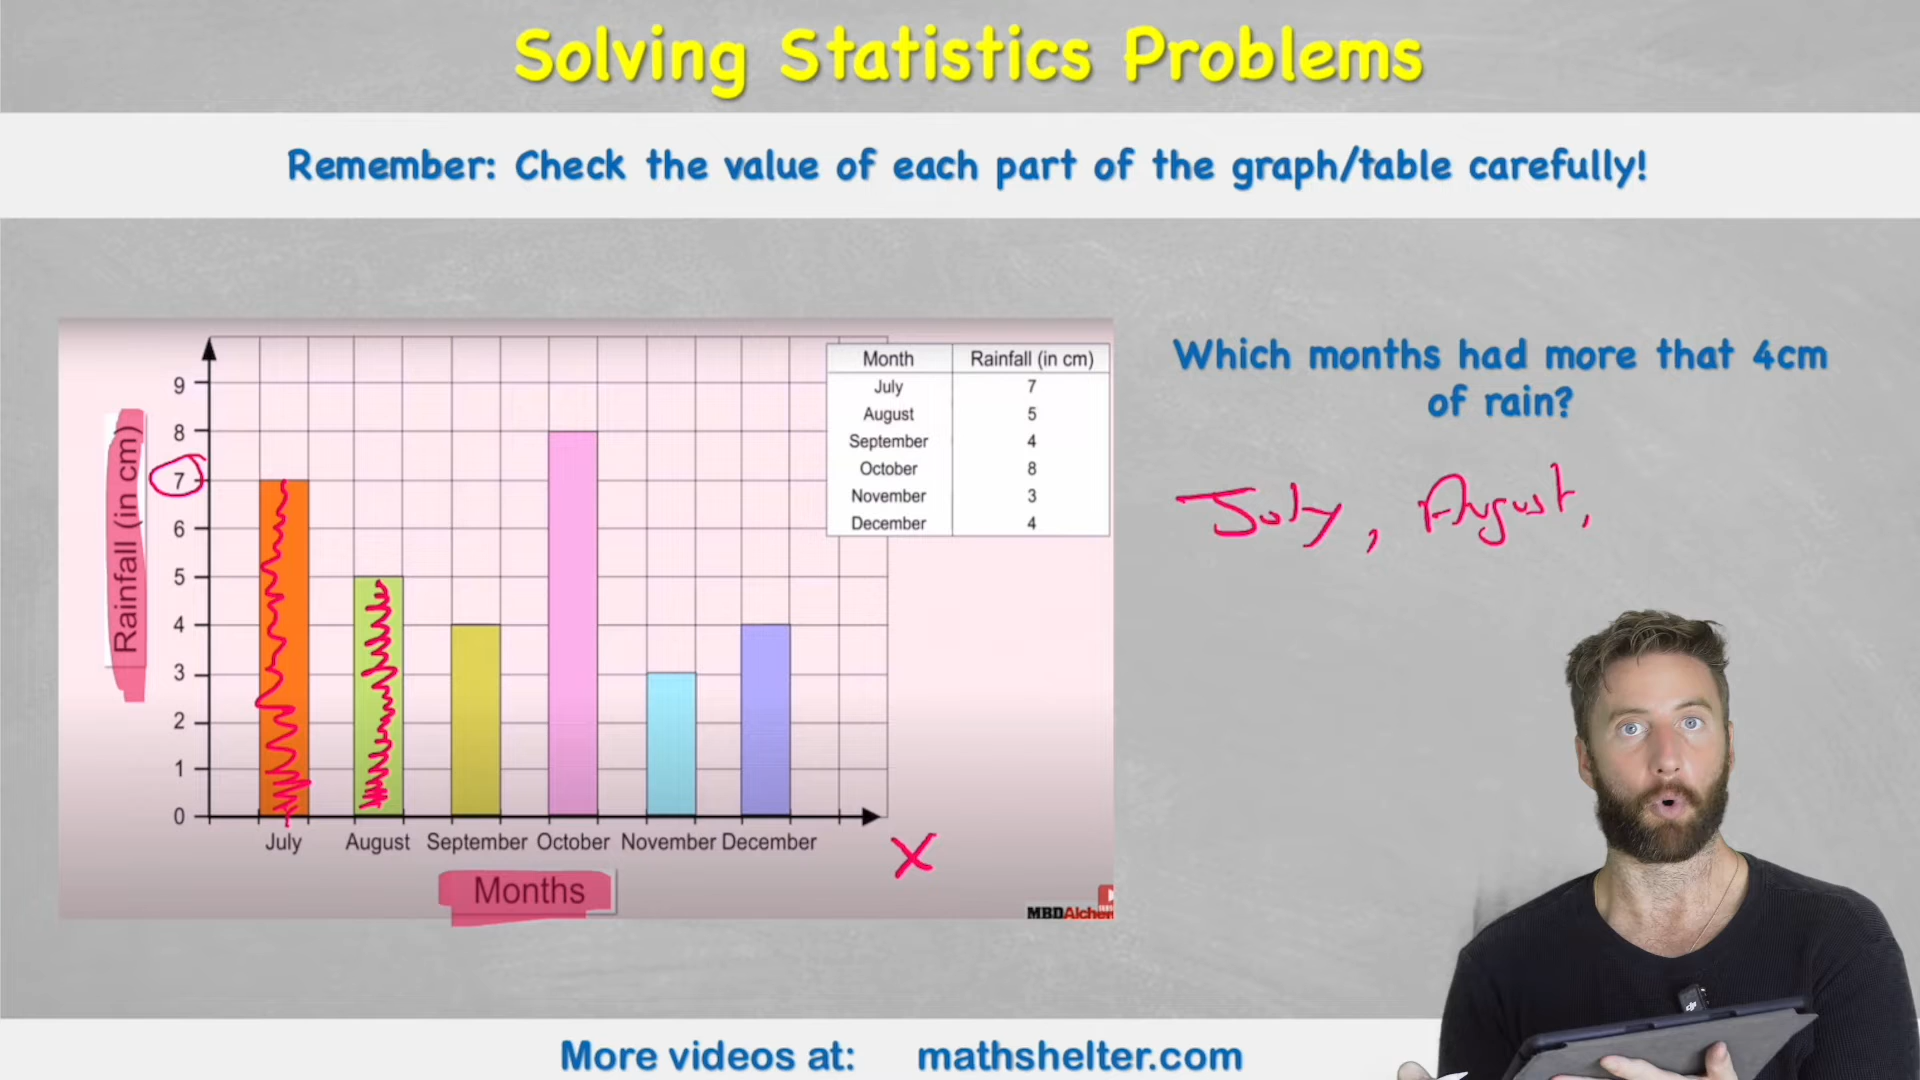 Solving Statistics Problems
Remember: Check the value of each part of the graph/table carefully!
Rainfall (in cm)
9
8
7
6
5
4
3
2
1
0
July August September October November December
Months
Month Rainfall (in cm)
July 7
August 5
September 4
October 8
November 3
December 4
X
MBDAlchem
Which months had more that 4cm
of rain?
July, August,
More videos at: mathshelter.com